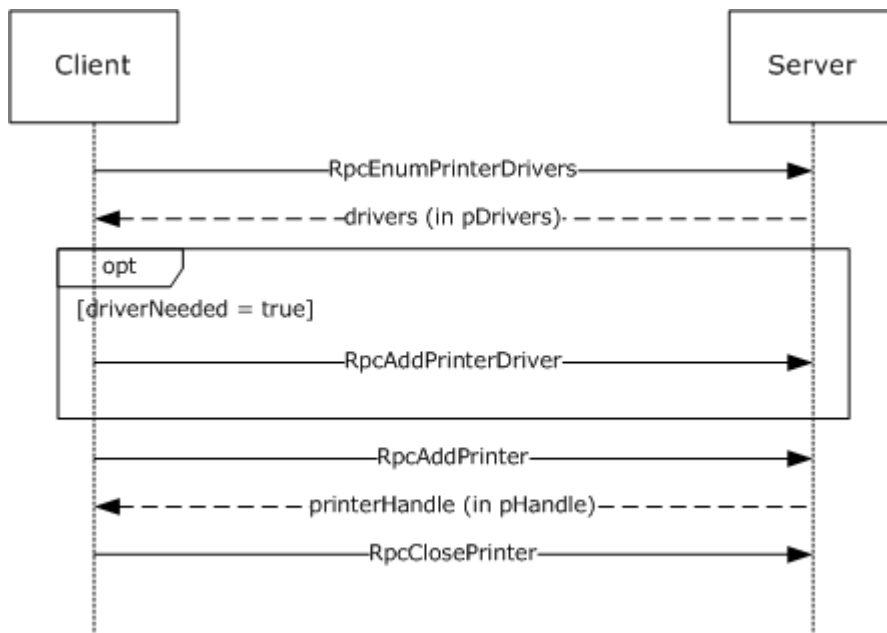 Client
Server
RpcEnumPrinterDrivers
drivers (in pDrivers)
opt
[driverNeeded = true]
RpcAddPrinterDriver
RpcAddPrinter
printerHandle (in pHandle)
RpcClosePrinter